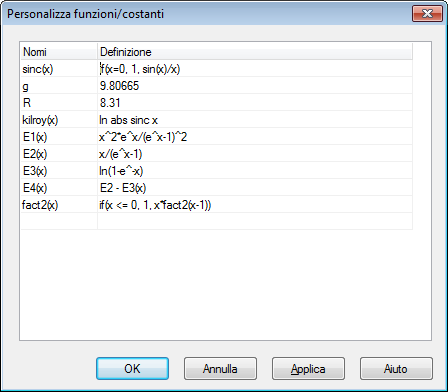 Personalizza funzioni/costanti
Nomi Definizione
sinc(x) if(x=0, 1, sin(x)/x)
g 9.80665
R 8.31
kilroy(x) ln abs sinc x
E1(x) x^2*e^x/(e^x-1)^2
E2(x) x/(e^x-1)
E3(x) ln(1-e^-x)
E4(x) E2 - E3(x)
fact2(x) if(x <= 0, 1, x*fact2(x-1))
OK Annulla Applica Aiuto